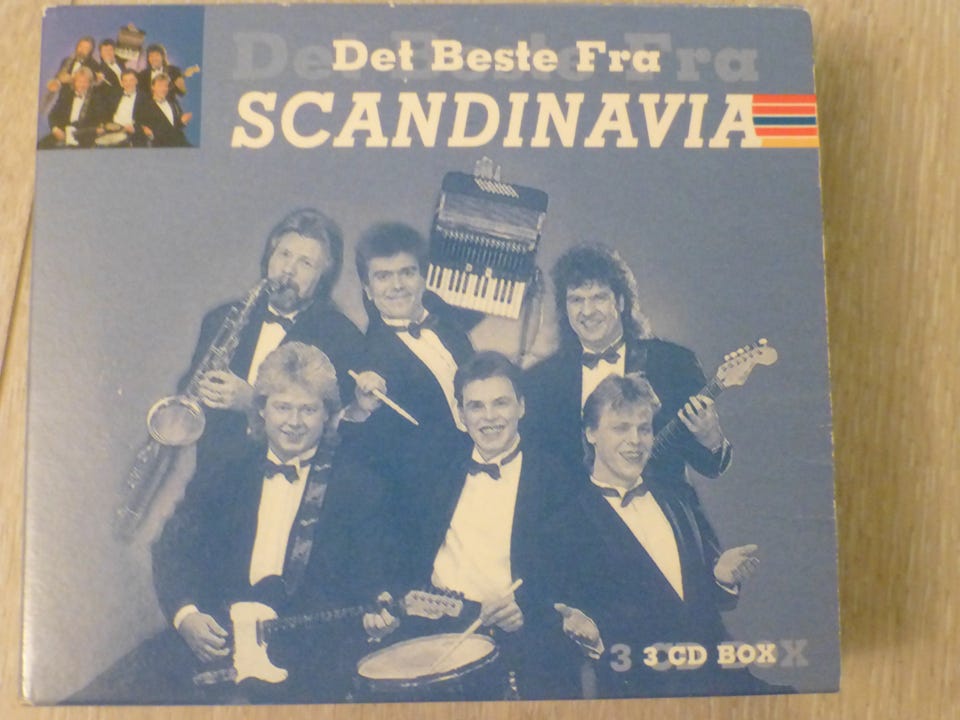 Det Beste Fra
SCANDINAVIA
3 CD BOX